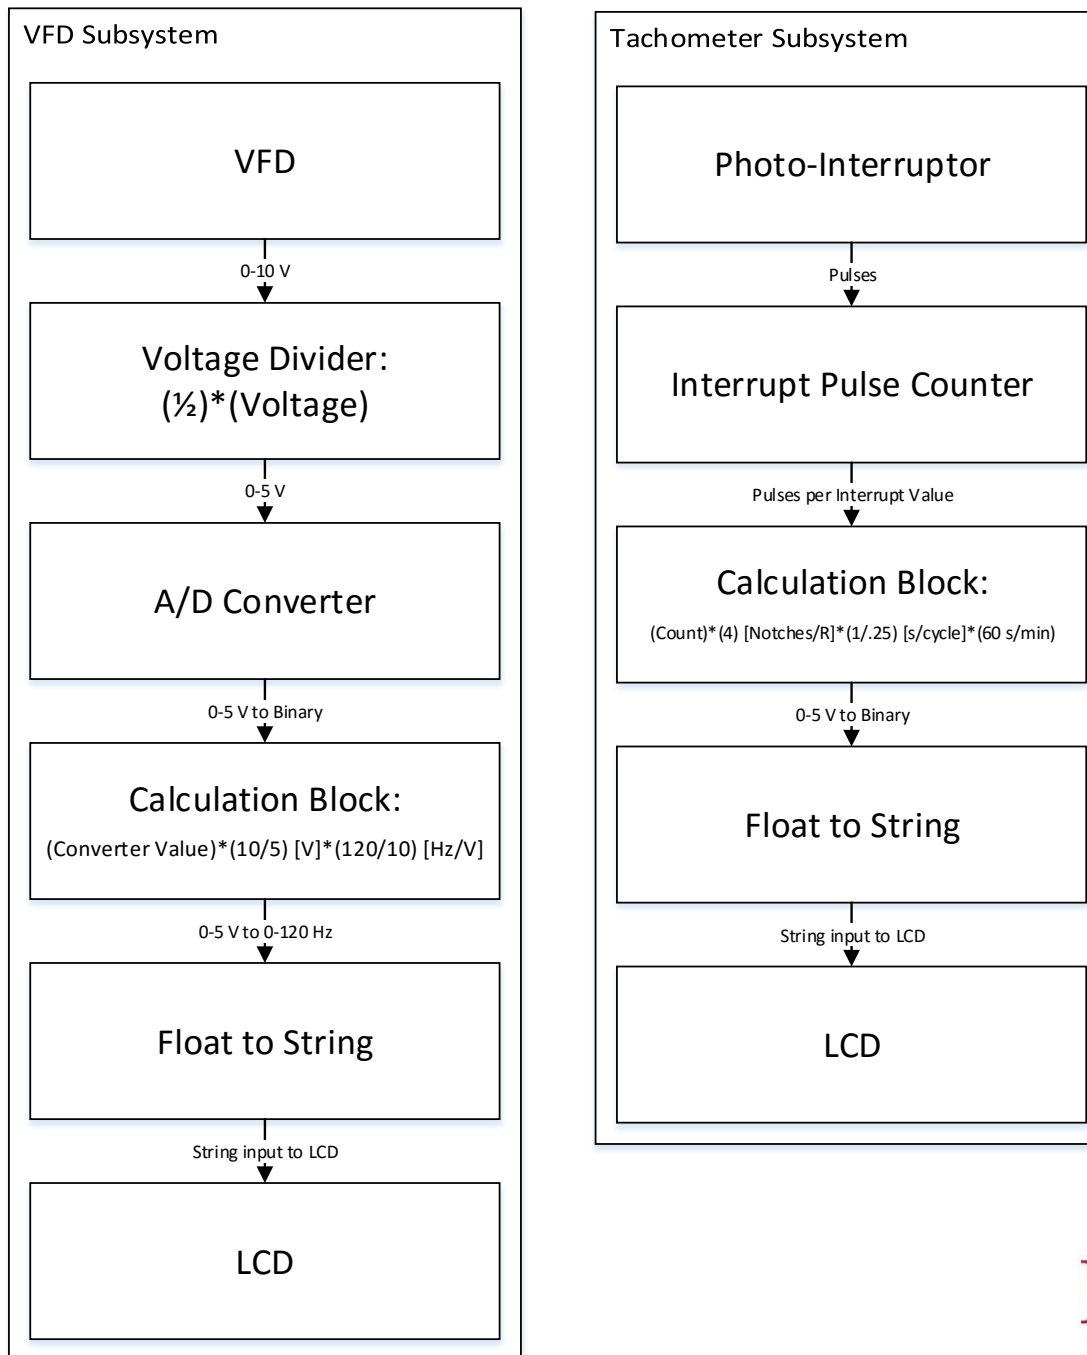 VFD Subsystem
VFD
0-10 V
Voltage Divider:
(½)*(Voltage)
0-5 V
A/D Converter
0-5 V to Binary
Calculation Block:
(Converter Value)*(10/5) [V]*(120/10) [Hz/V]
0-5 V to 0-120 Hz
Float to String
String input to LCD
LCD
Tachometer Subsystem
Photo-Interruptor
Pulses
Interrupt Pulse Counter
Pulses per Interrupt Value
Calculation Block:
(Count)*(4) [Notches/R]*(1/.25) [s/cycle]*(60 s/min)
0-5 V to Binary
Float to String
String input to LCD
LCD